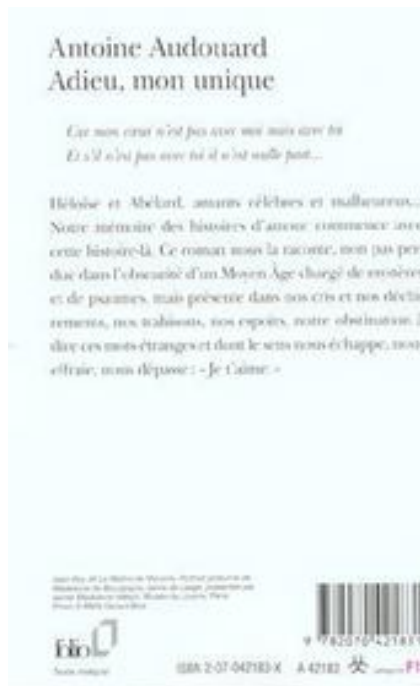 Antoine Audouard
Adieu, mon unique
Car mon cœur n'est pas avec moi mais avec toi
Et s'il n'est pas avec toi il n'est nulle part...
Héloïse et Abélard, amants célèbres et malheureux...
Notre mémoire des histoires d'amour commence avec
cette histoire-là. Ce roman nous la raconte, non pas per-
due dans l'obscurité d'un Moyen Âge chargé de
et de psaumes, mais présente dans nos cris et nos déchi-
rements, nos trahisons, nos espoirs, notre obstination à
dire ces mots étranges et dont le sens nous échappe, nous
effraie, nous dépasse : « Je t'aime. »
folio
Texte intégral
ISBN 2-07-042183-X A 42183
9 782070 421831